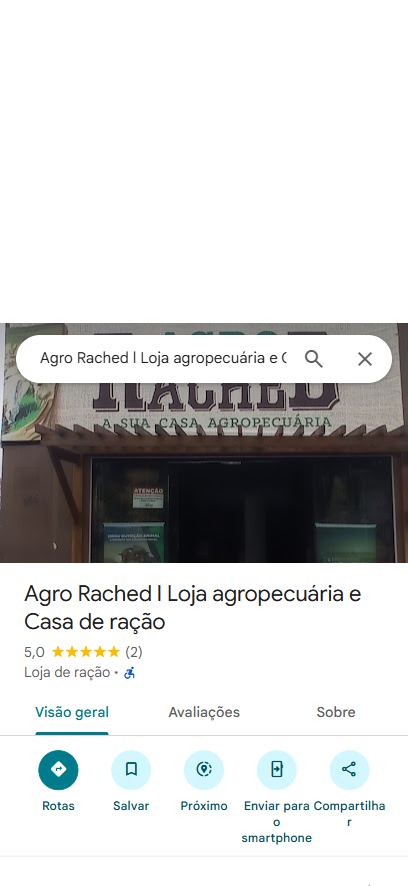 Agro Rached l Loja agropecuária e C
AGRO
RACHED
A SUA CASA AGROPECUÁRIA
ATENÇÃO
Agro Rached l Loja agropecuária e
Casa de ração
5,0 ★★★★★ (2)
Loja de ração ·
Visão geral Avaliações Sobre
Rotas Salvar Próximo Enviar para o smartphone Compartilhar